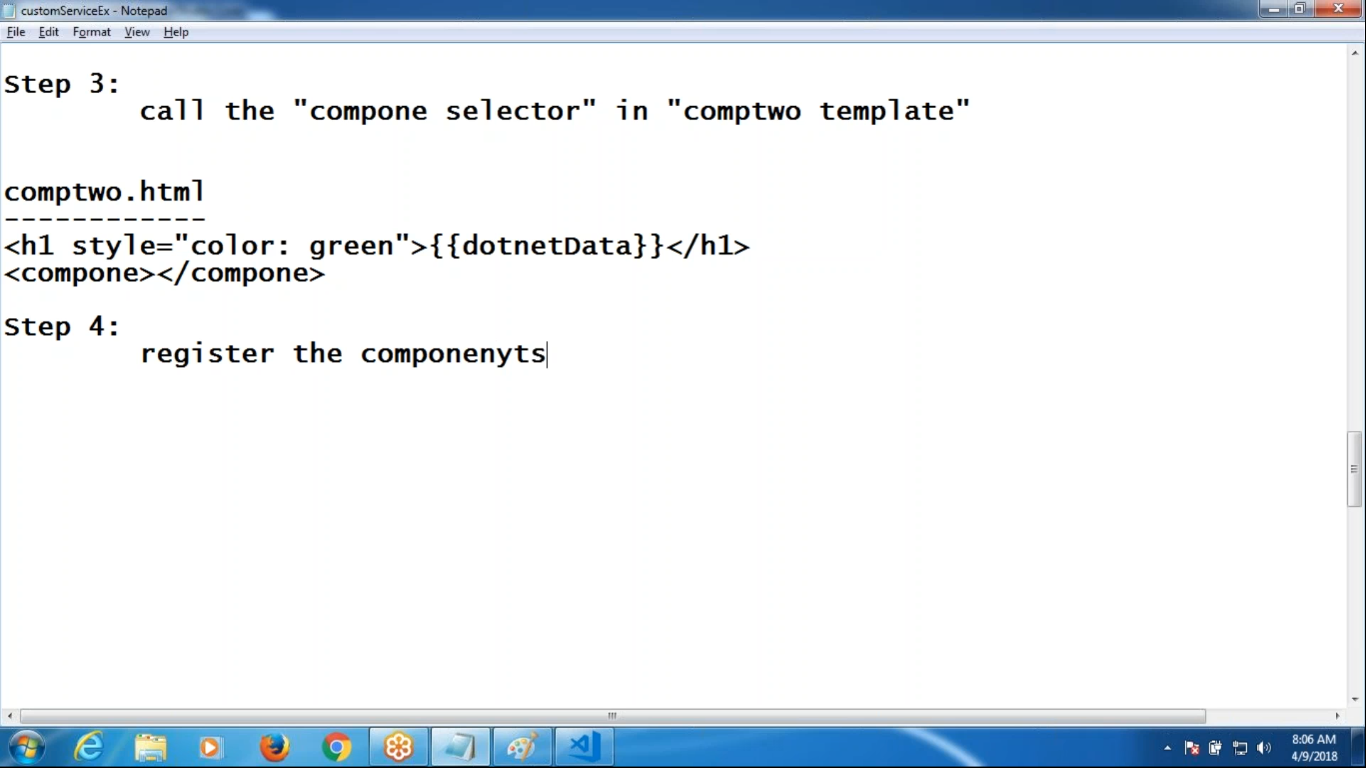 customServiceEx - Notepad
File Edit Format View Help
Step 3:
call the "compone selector" in "comptwo template"
comptwo.html
------------
<h1 style="color: green">{{dotnetData}}</h1>
<compone></compone>
Step 4:
register the componenyts
8:06 AM
4/9/2018